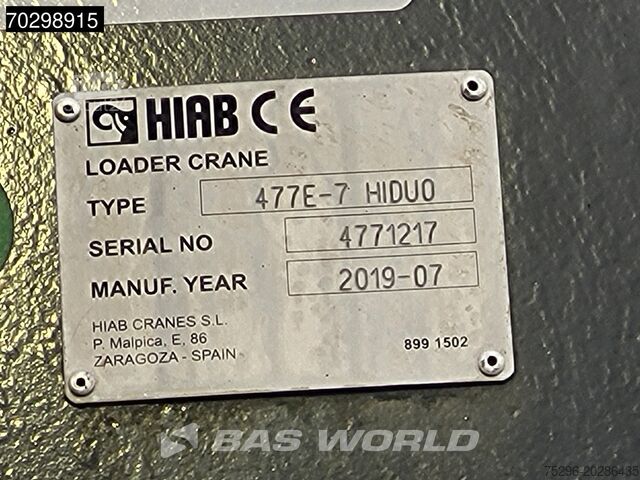 70298915
HIAB CE
LOADER CRANE
TYPE 477E-7 HIDUO
SERIAL NO 4771217
MANUF. YEAR 2019-07
HIAB CRANES S.L.
P. Malpica, E, 86
ZARAGOZA - SPAIN
899 1502
BAS WORLD
75296-20286435